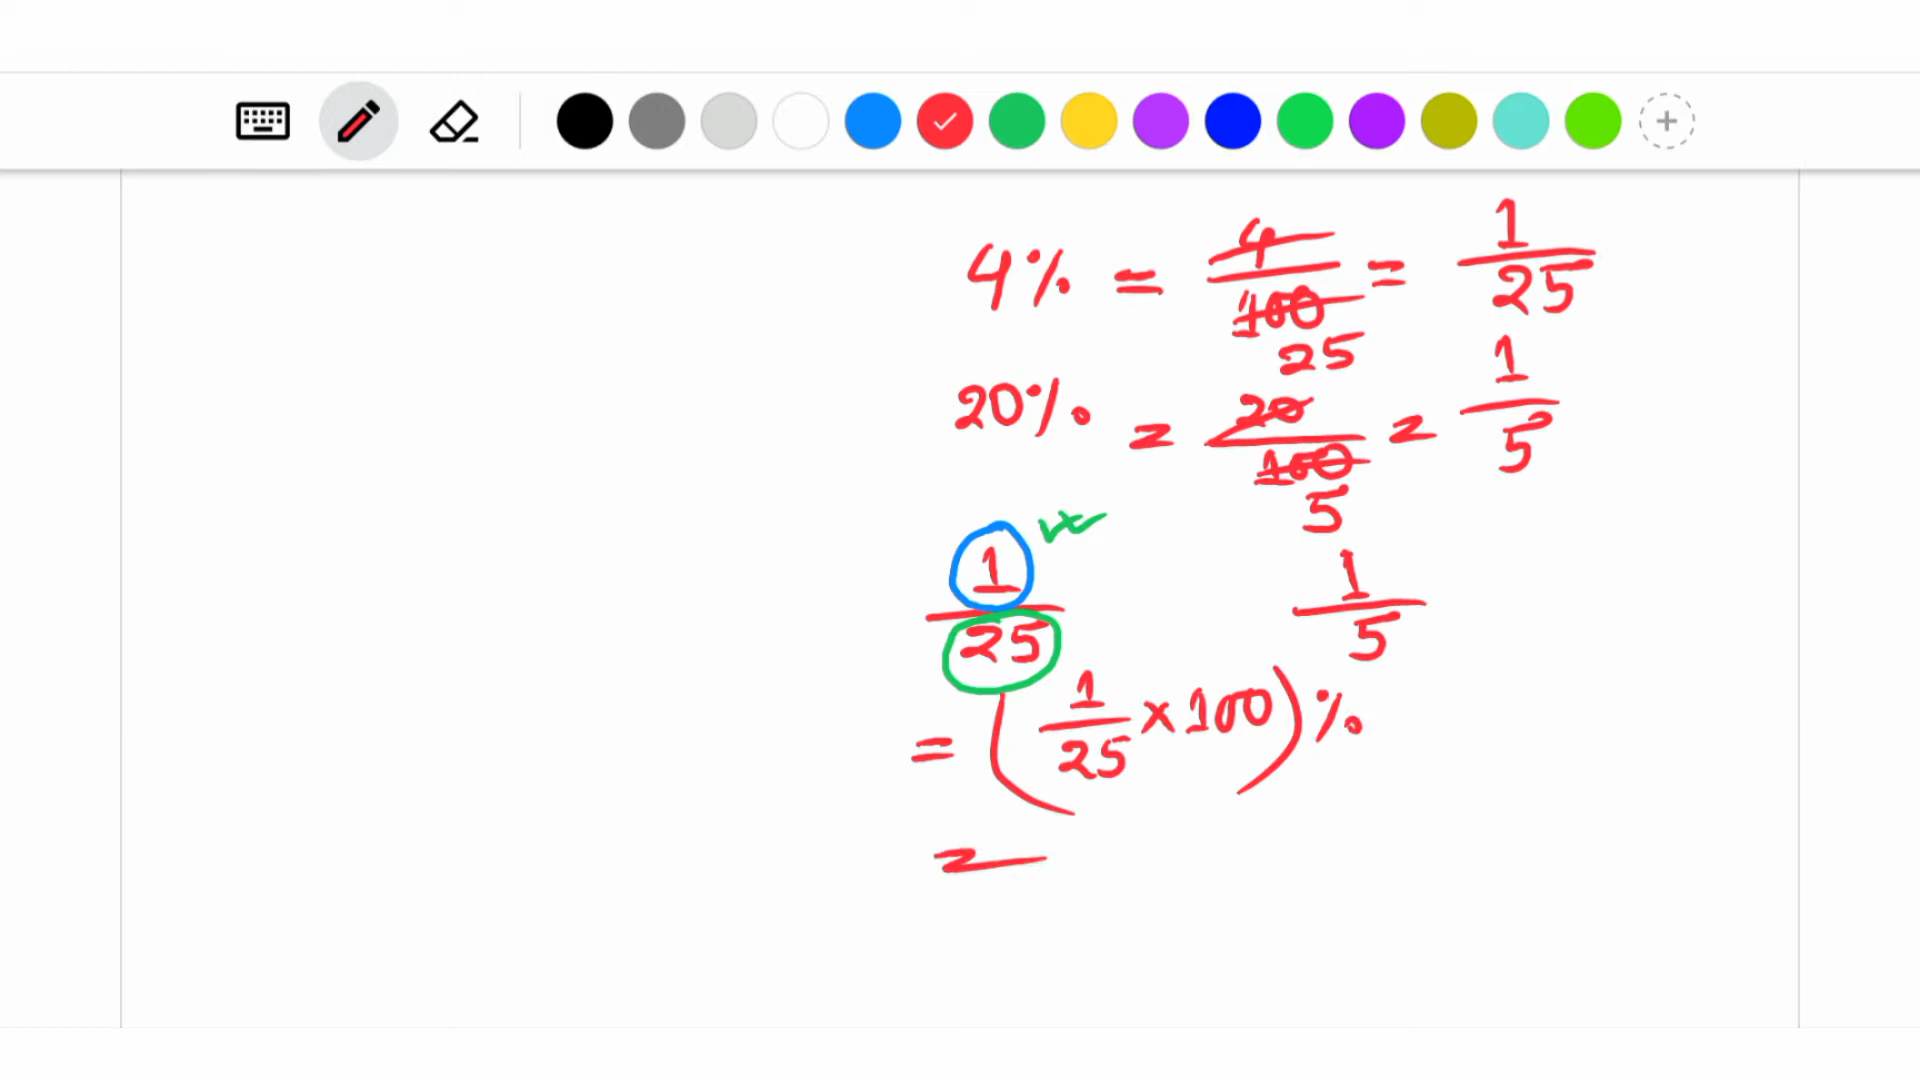 4% = 4/100 25 = 1/25
20% = 20/100 5 = 1/5
1/25 1/5
= (1/25 × 100)%
=